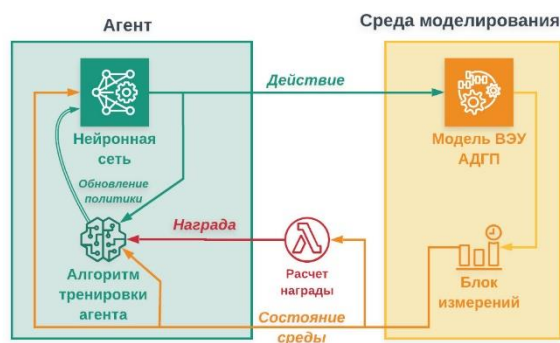 Агент
Среда моделирования
Действие
Нейронная
сеть
Модель ВЭУ
АДГП
Обновление
политики
Награда
Алгоритм
тренировки
агента
Расчет
награды
Блок
измерений
Состояние
среды